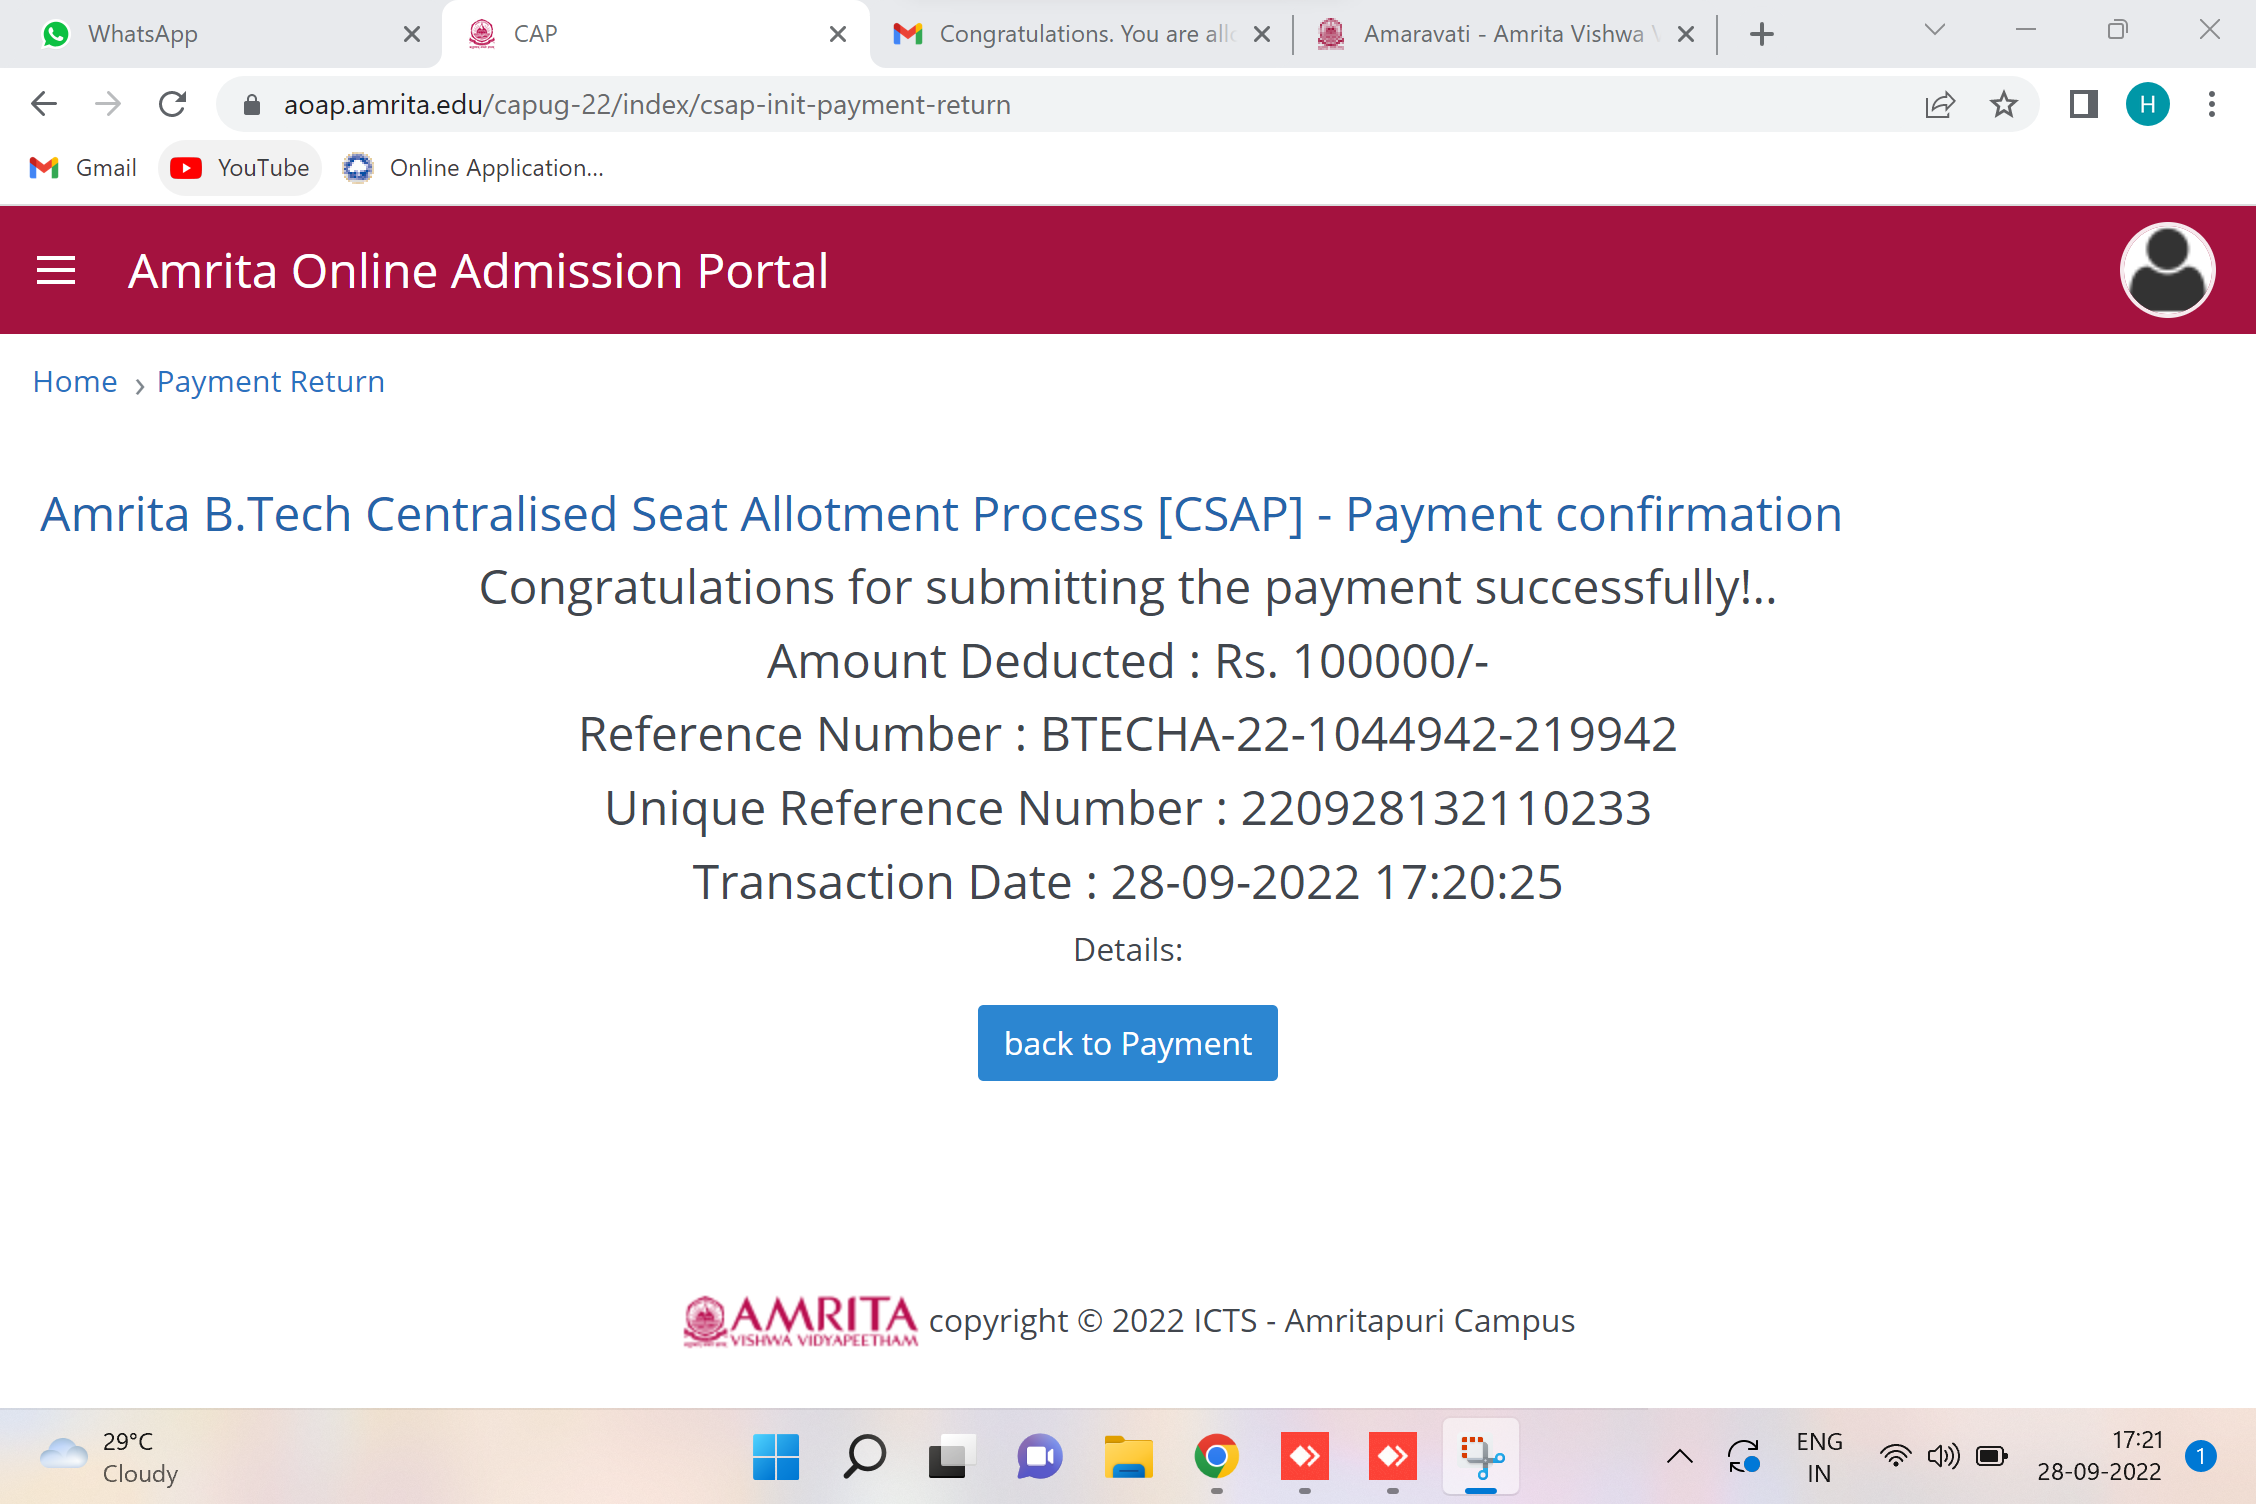 WhatsApp
CAP
Congratulations. You are allo
Amaravati - Amrita Vishwa
aoap.amrita.edu/capug-22/index/csap-init-payment-return
H
Gmail
YouTube
Online Application...
Amrita Online Admission Portal
Home › Payment Return
Amrita B.Tech Centralised Seat Allotment Process [CSAP] - Payment confirmation
Congratulations for submitting the payment successfully!..
Amount Deducted : Rs. 100000/-
Reference Number : BTECHA-22-1044942-219942
Unique Reference Number : 220928132110233
Transaction Date : 28-09-2022 17:20:25
Details:
back to Payment
AMRITA
VISHWA VIDYAPEETHAM
copyright © 2022 ICTS - Amritapuri Campus
29°C
Cloudy
ENG
IN
17:21
28-09-2022
1